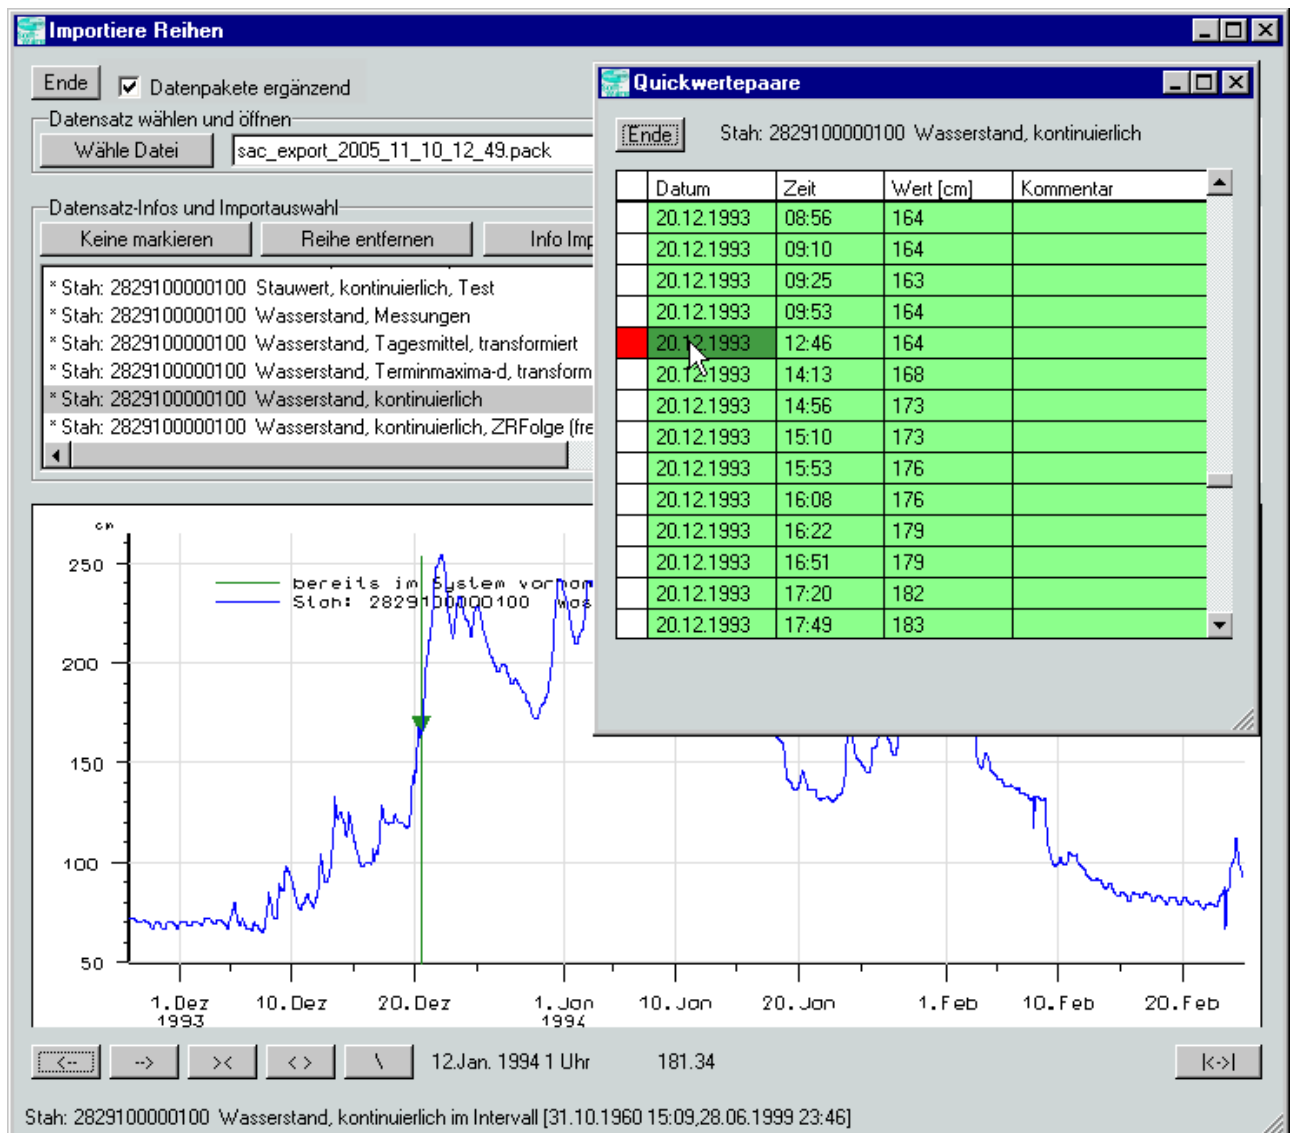 Importiere Reihen
Ende Datenpakete ergänzend
Datensatz wählen und öffnen
Wähle Datei sac_export_2005_11_10_12_49.pack
Datensatz-Infos und Importauswahl
Keine markieren Reihe entfernen Info Imp
* Stah: 2829100000100 Stauwert, kontinuierlich, Test
* Stah: 2829100000100 Wasserstand, Messungen
* Stah: 2829100000100 Wasserstand, Tagesmittel, transformiert
* Stah: 2829100000100 Wasserstand, Terminmaxima-d, transform
* Stah: 2829100000100 Wasserstand, kontinuierlich
* Stah: 2829100000100 Wasserstand, kontinuierlich, ZRFolge (fre
Quickwertepaare
Ende Stah: 2829100000100 Wasserstand, kontinuierlich
Datum Zeit Wert [cm] Kommentar
20.12.1993 08:56 164
20.12.1993 09:10 164
20.12.1993 09:25 163
20.12.1993 09:53 164
20.12.1993 12:46 164
20.12.1993 14:13 168
20.12.1993 14:56 173
20.12.1993 15:10 173
20.12.1993 15:53 176
20.12.1993 16:08 176
20.12.1993 16:22 179
20.12.1993 16:51 179
20.12.1993 17:20 182
20.12.1993 17:49 183
cm
250
bereits im System vorhan
Stah: 2829100000100 Was
200
150
100
50
1.Dez 10.Dez 20.Dez 1.Jan 10.Jan 20.Jan 1.Feb 10.Feb 20.Feb
1993 1994
<-- --> >< < > \ 12.Jan. 1994 1 Uhr 181.34 |<->|
Stah: 2829100000100 Wasserstand, kontinuierlich im Intervall [31.10.1960 15:09,28.06.1999 23:46]